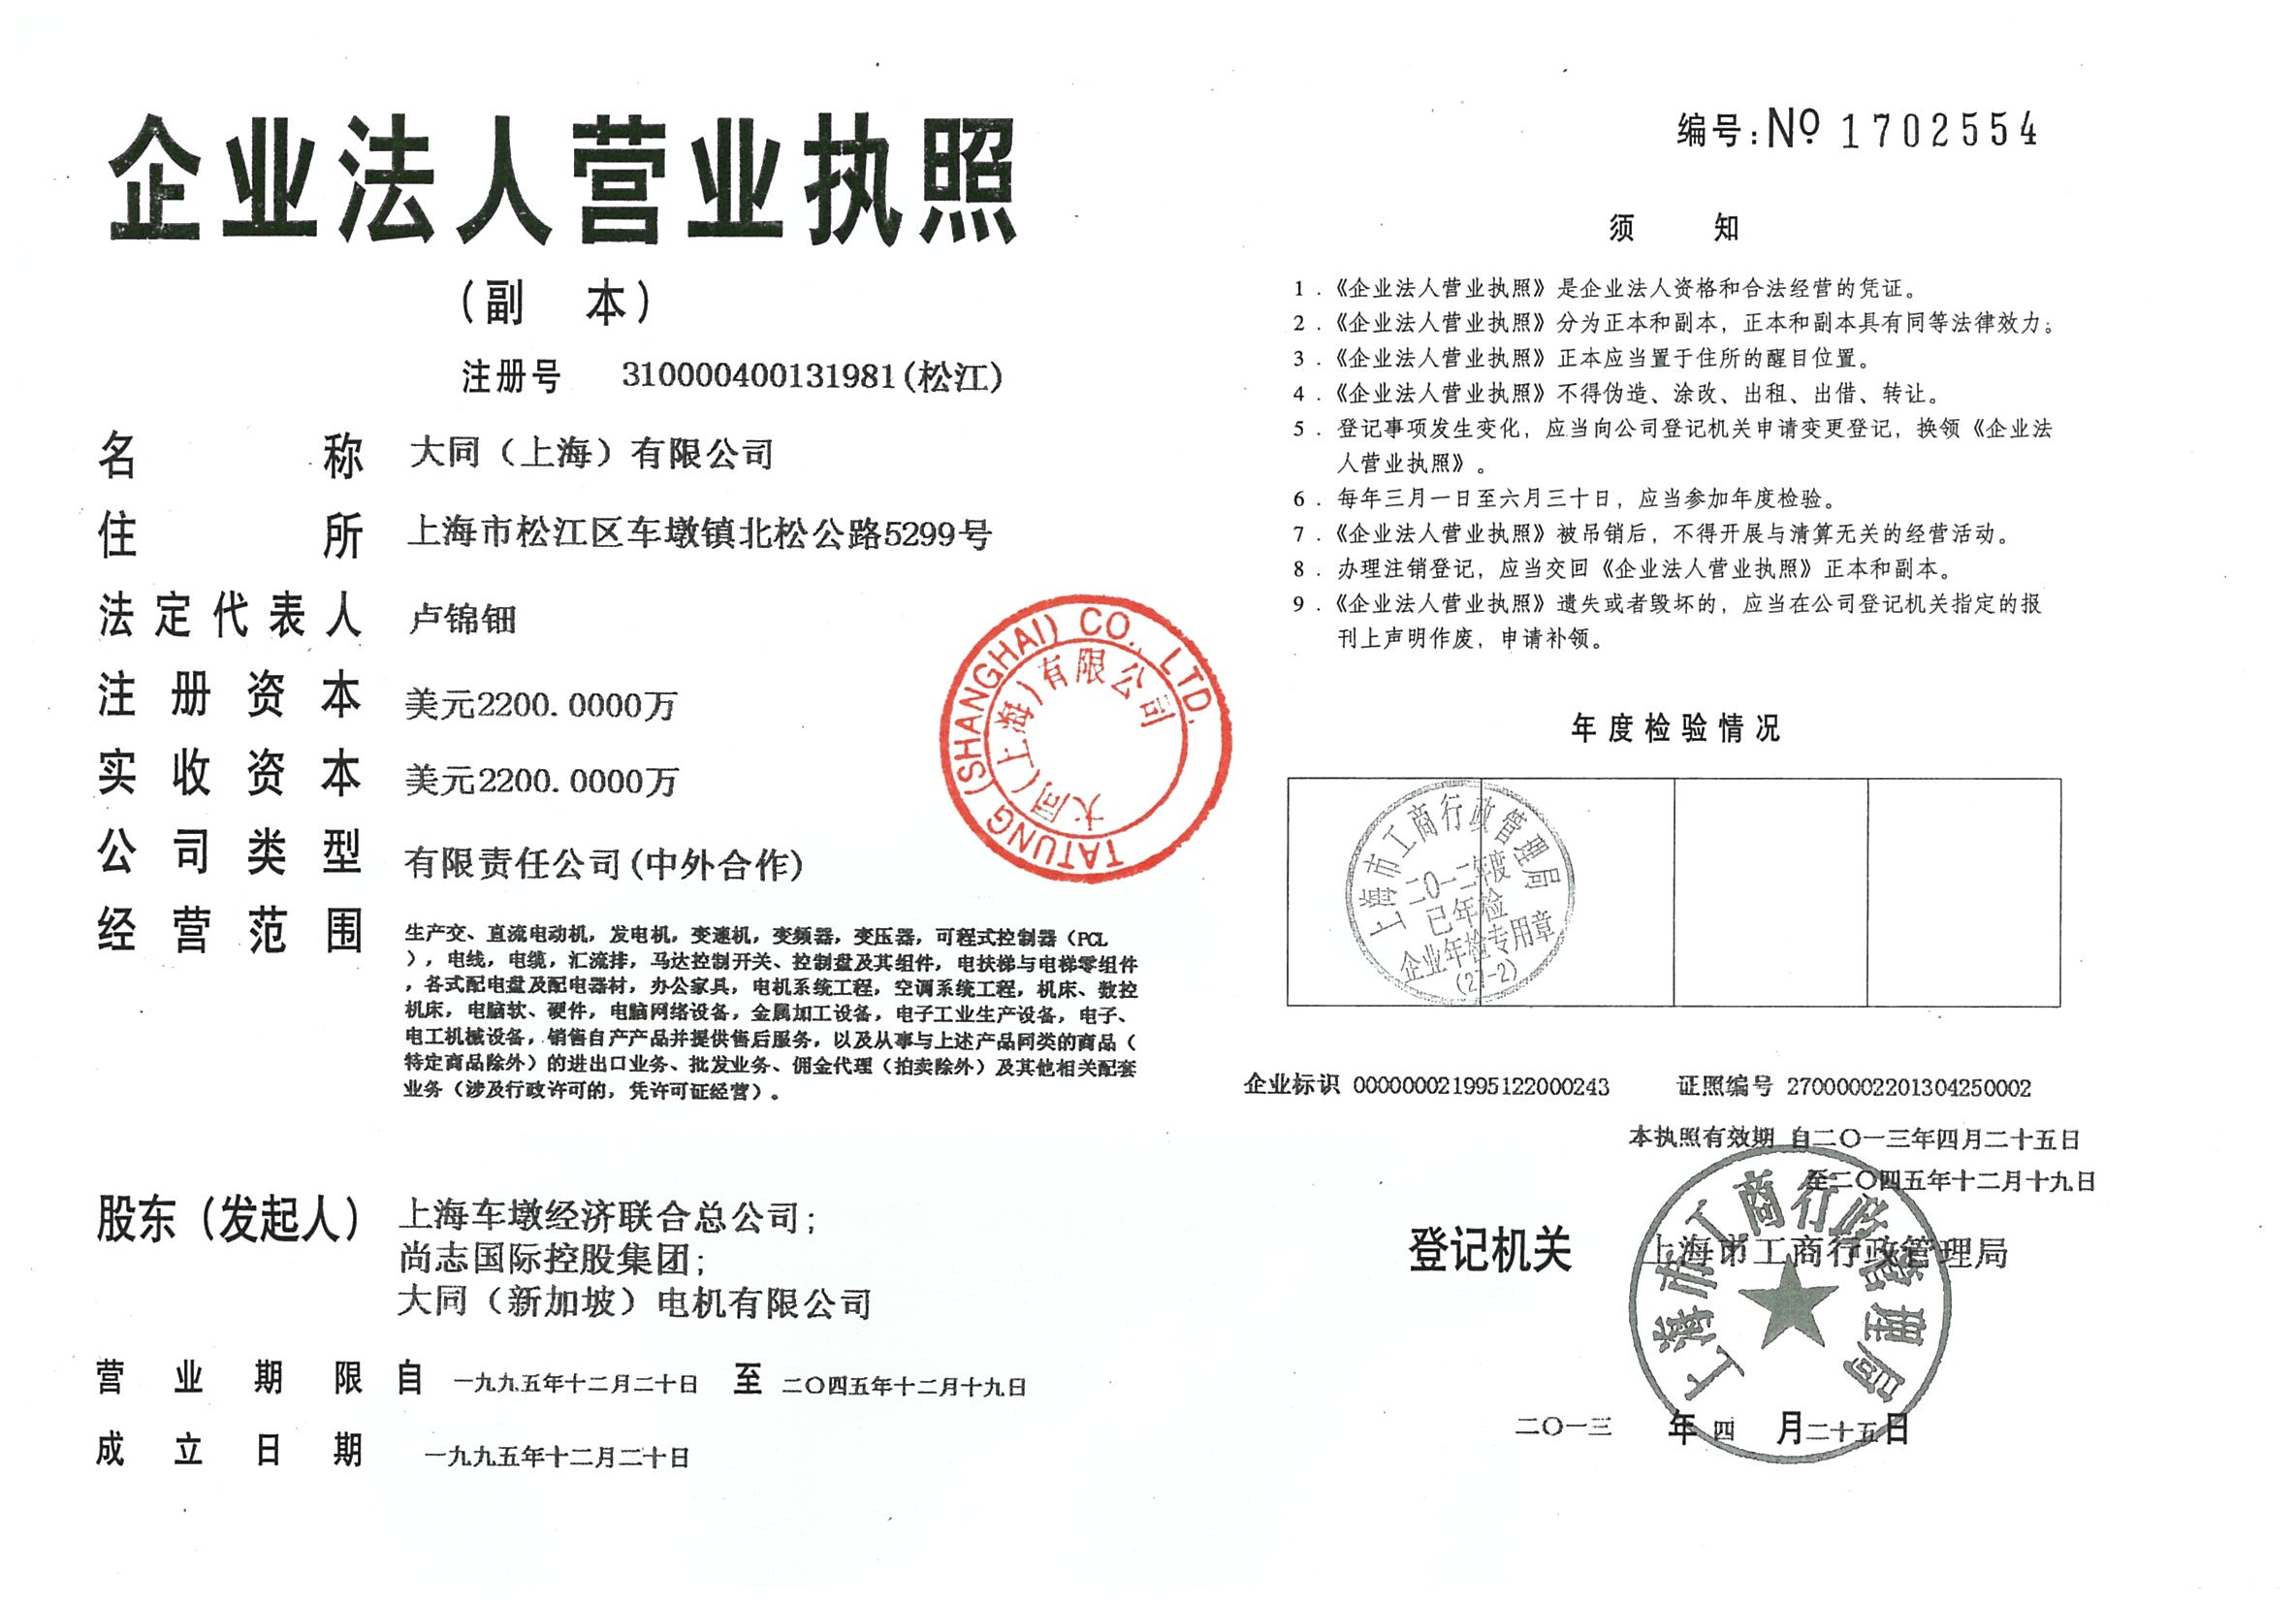 企业法人营业执照
（副 本）
注册号 310000400131981(松江)
名称 大同（上海）有限公司
住所 上海市松江区车墩镇北松公路5299号
法定代表人 卢锦钿
注册资本 美元2200.0000万
实收资本 美元2200.0000万
公司类型 有限责任公司(中外合作)
经营范围 生产交、直流电动机，发电机，变速机，变频器，变压器，可程式控制器（PCL
），电线，电缆，汇流排，马达控制开关、控制盘及其组件，电扶梯与电梯零组件
，各式配电盘及配电器材，办公家具，电机系统工程，空调系统工程，机床、数控
机床，电脑软、硬件，电脑网络设备，金属加工设备，电子工业生产设备，电子、
电工机械设备，销售自产产品并提供售后服务，以及从事与上述产品同类的商品（
特定商品除外）的进出口业务、批发业务、佣金代理（拍卖除外）及其他相关配套
业务（涉及行政许可的，凭许可证经营）。
TATUNG (SHANGHAI) CO., LTD.
大同(上海)有限公司
股东（发起人） 上海车墩经济联合总公司;
尚志国际控股集团;
大同（新加坡）电机有限公司
营业期限 自 一九九五年十二月二十日 至 二〇四五年十二月十九日
成立日期 一九九五年十二月二十日
编号:№ 1702554
须 知
1．《企业法人营业执照》是企业法人资格和合法经营的凭证。
2．《企业法人营业执照》分为正本和副本，正本和副本具有同等法律效力。
3．《企业法人营业执照》正本应当置于住所的醒目位置。
4．《企业法人营业执照》不得伪造、涂改、出租、出借、转让。
5．登记事项发生变化，应当向公司登记机关申请变更登记，换领《企业法
人营业执照》。
6．每年三月一日至六月三十日，应当参加年度检验。
7．《企业法人营业执照》被吊销后，不得开展与清算无关的经营活动。
8．办理注销登记，应当交回《企业法人营业执照》正本和副本。
9．《企业法人营业执照》遗失或者毁坏的，应当在公司登记机关指定的报
刊上声明作废，申请补领。
年度检验情况
上海市工商行政管理局
二〇一二年度
已年检
企业年检专用章
(27-2)
企业标识 000000021995122000243 证照编号 27000002201304250002
本执照有效期 自二〇一三年四月二十五日
至二〇四五年十二月十九日
登记机关 上海市工商行政管理局
上海市工商行政管理局
二〇一三 年 四 月 二十五 日